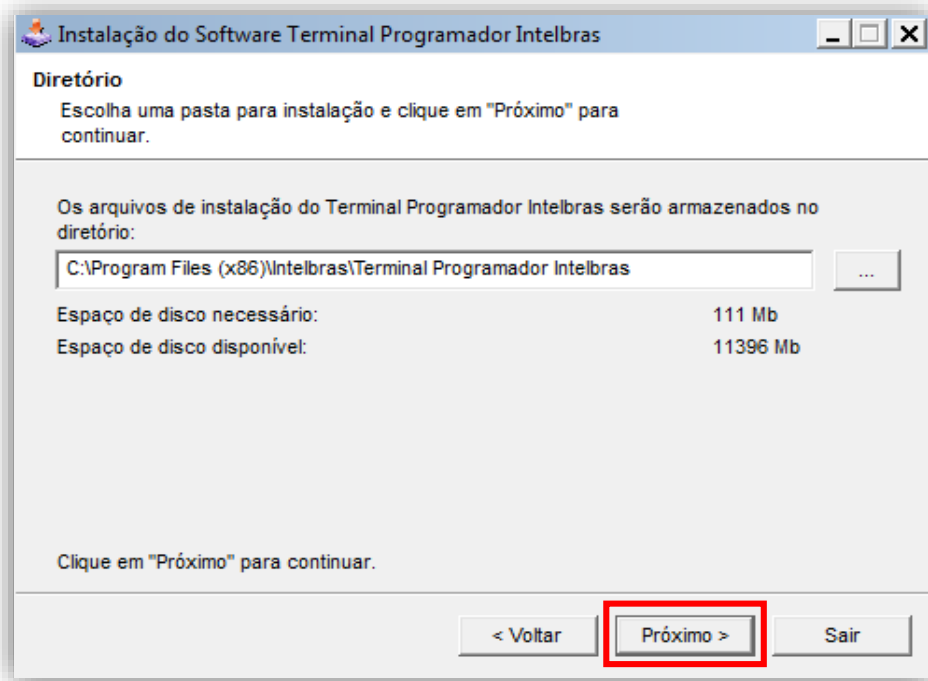 Instalação do Software Terminal Programador Intelbras
Diretório
Escolha uma pasta para instalação e clique em "Próximo" para
continuar.
Os arquivos de instalação do Terminal Programador Intelbras serão armazenados no
diretório:
C:\Program Files (x86)\Intelbras\Terminal Programador Intelbras
...
Espaço de disco necessário: 111 Mb
Espaço de disco disponível: 11396 Mb
Clique em "Próximo" para continuar.
< Voltar Próximo > Sair